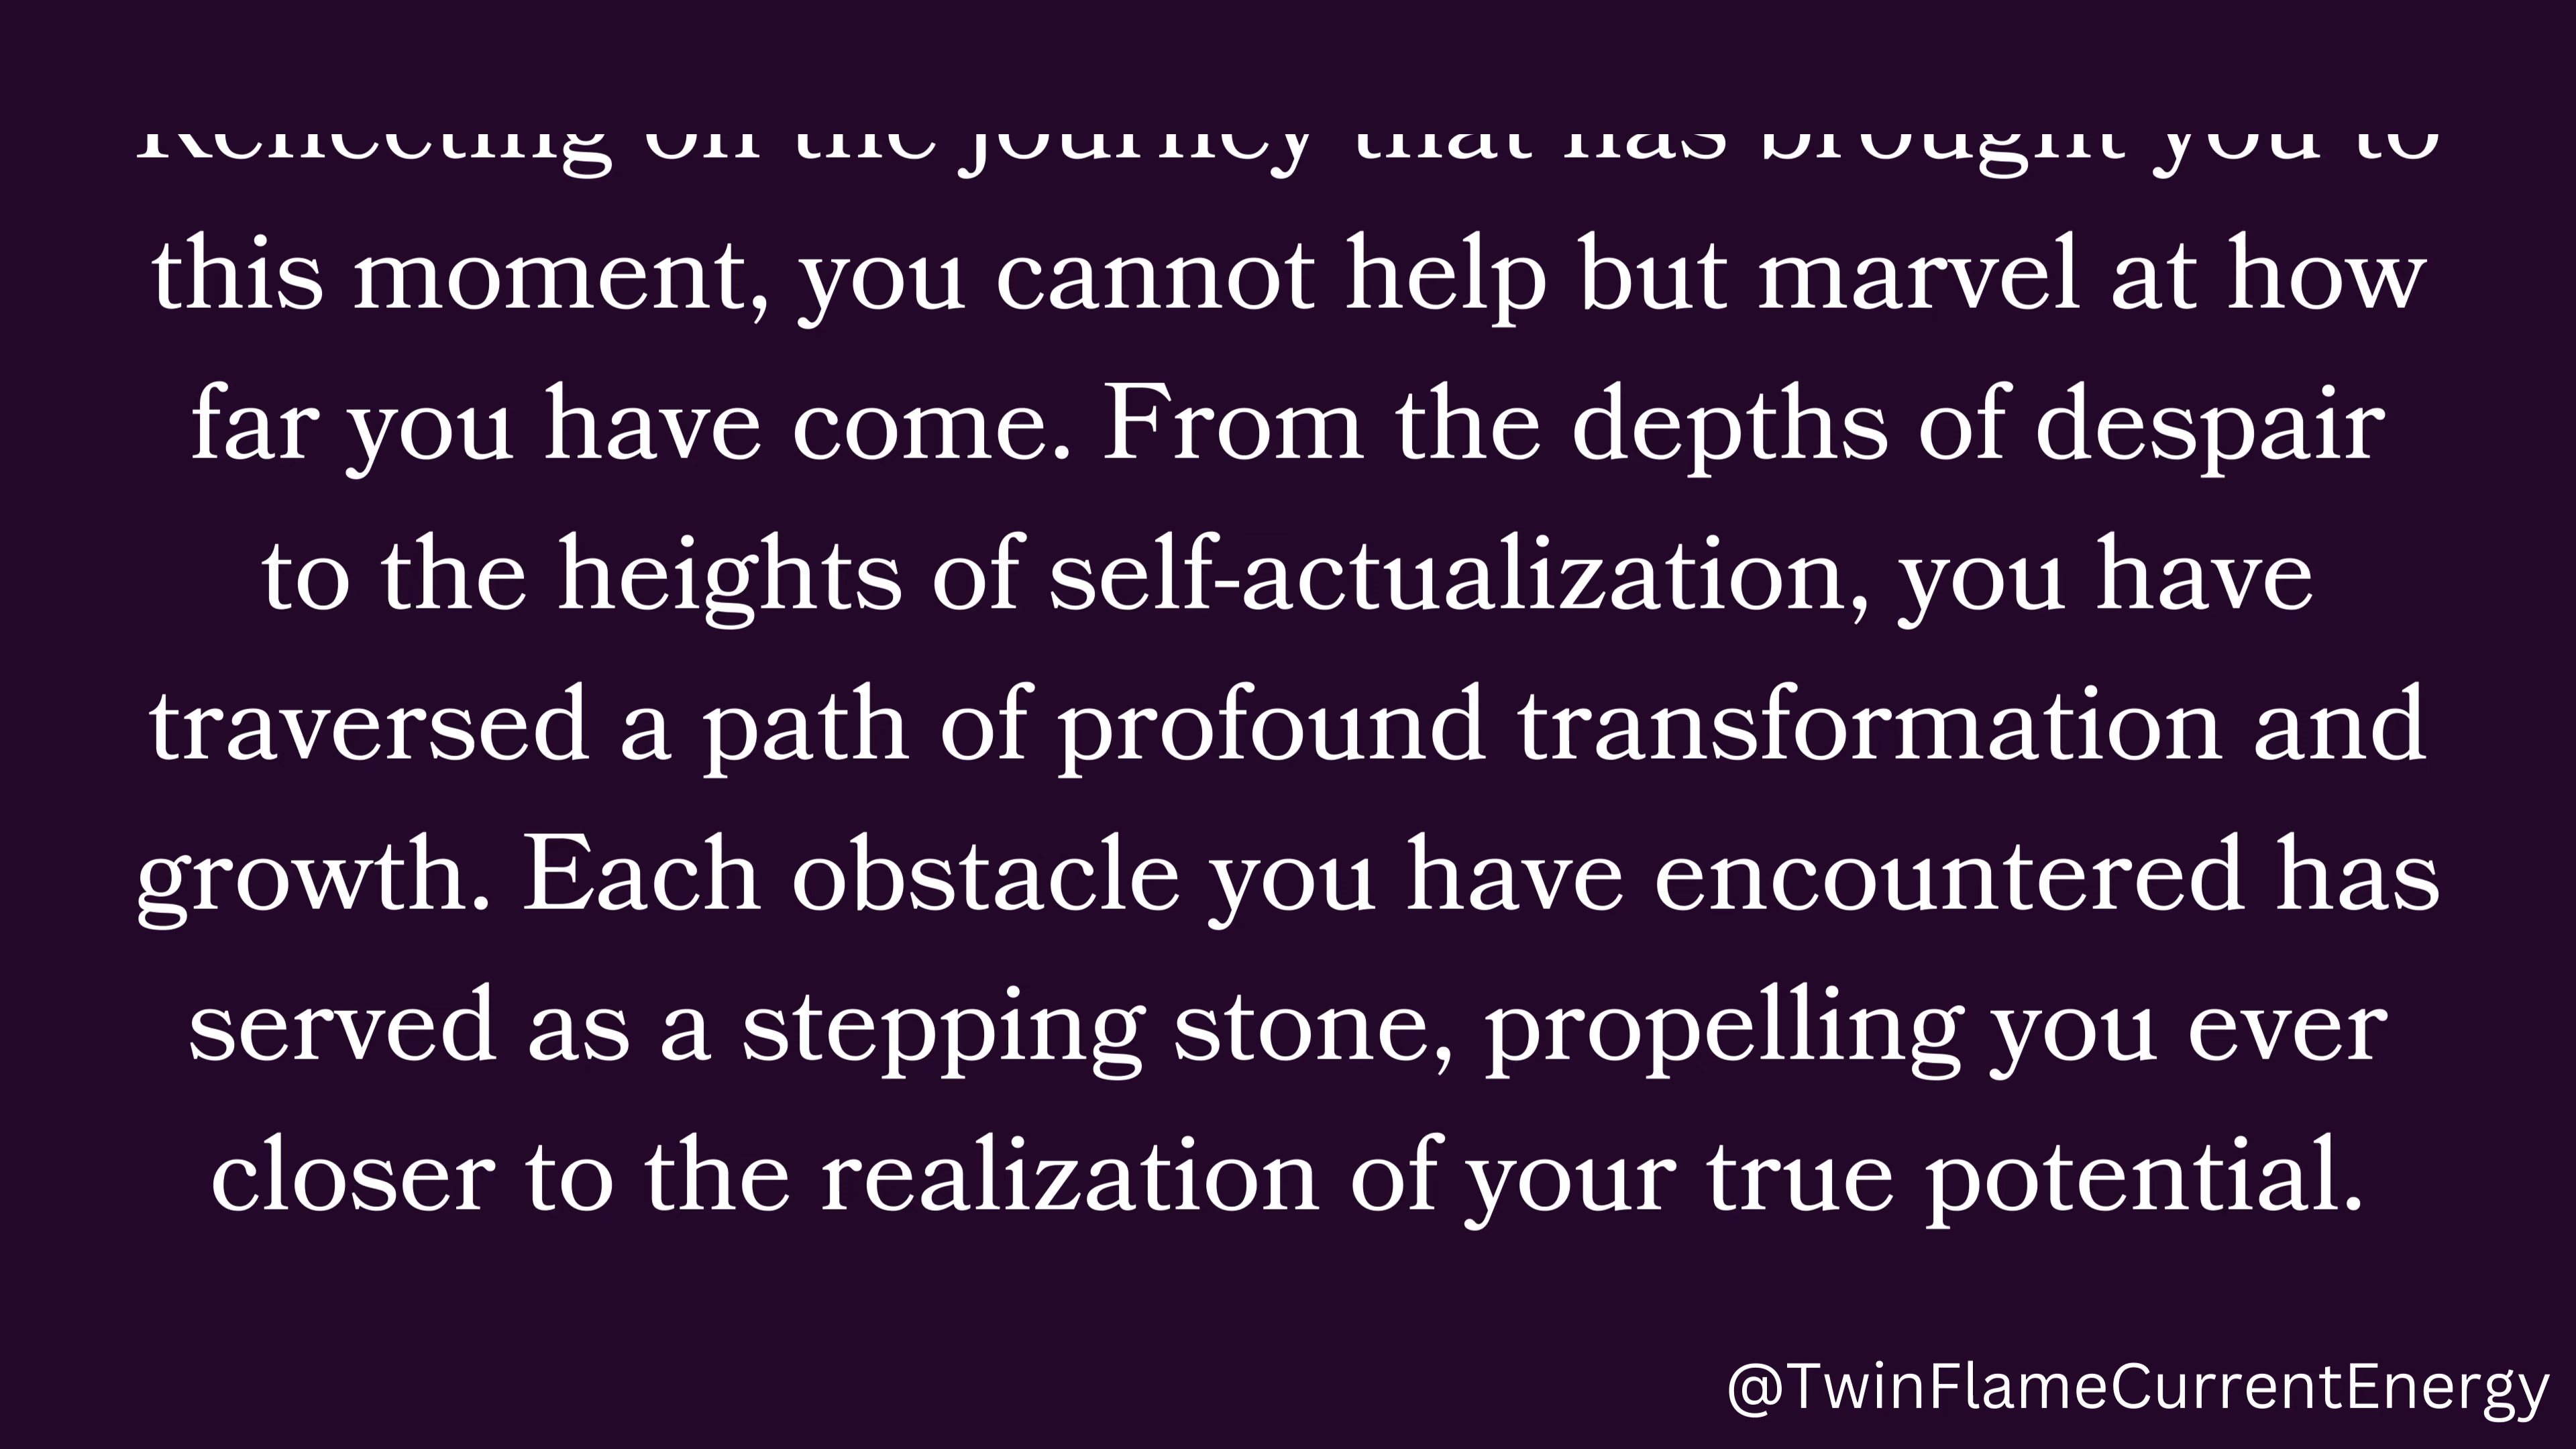 Reflecting on the journey that has brought you to
this moment, you cannot help but marvel at how
far you have come. From the depths of despair
to the heights of self-actualization, you have
traversed a path of profound transformation and
growth. Each obstacle you have encountered has
served as a stepping stone, propelling you ever
closer to the realization of your true potential.
@TwinFlameCurrentEnergy